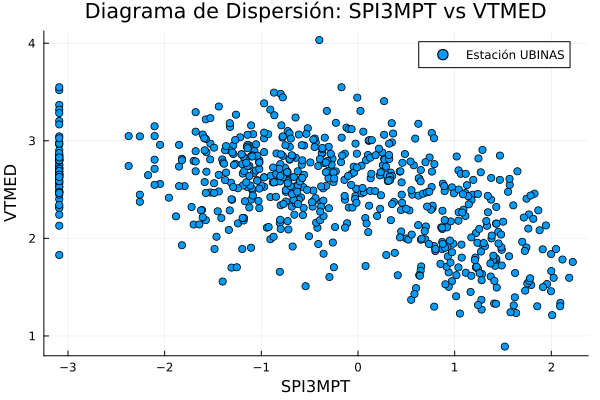 Diagrama de Dispersión: SPI3MPT vs VTMED
Estación UBINAS
VTMED
4
3
2
1
−3
−2
−1
0
1
2
SPI3MPT